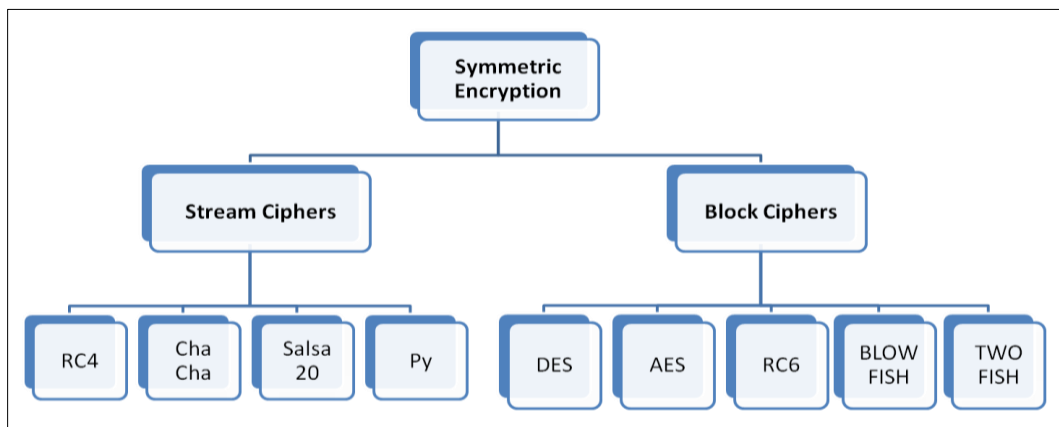 Symmetric
Encryption
Stream Ciphers
Block Ciphers
RC4
Cha
Cha
Salsa
20
Py
DES
AES
RC6
BLOW
FISH
TWO
FISH